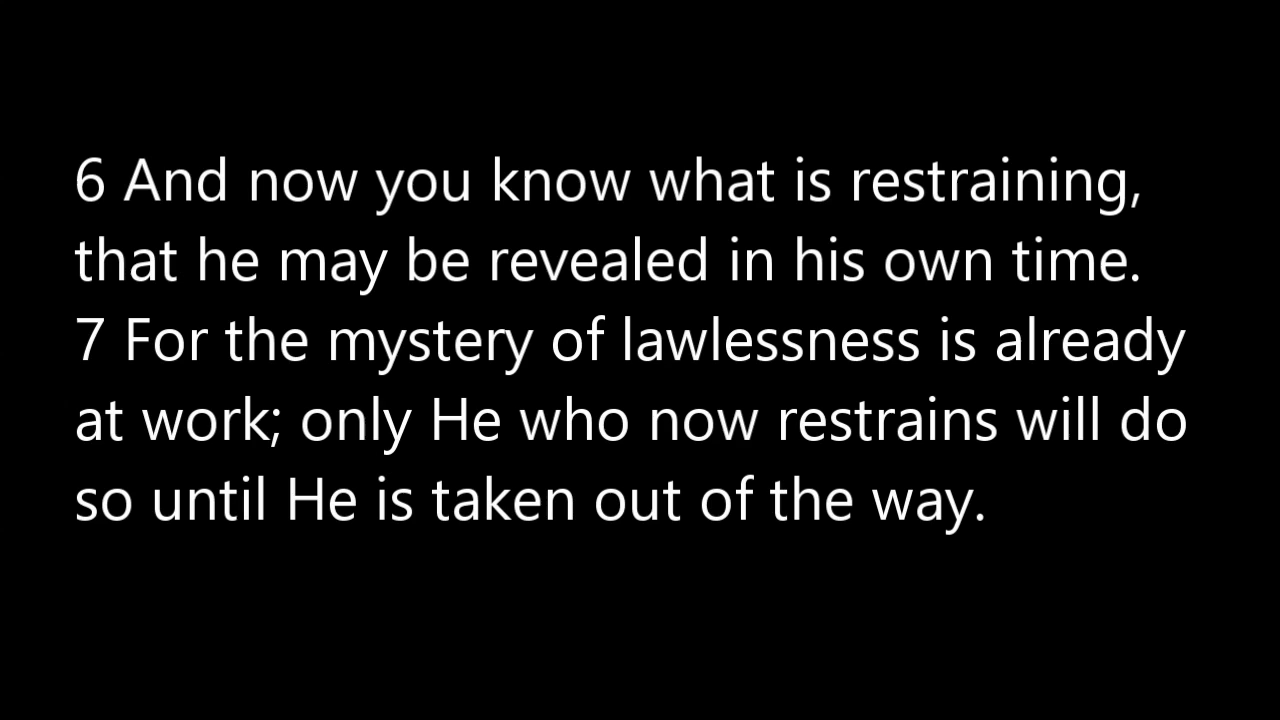 6 And now you know what is restraining,
that he may be revealed in his own time.
7 For the mystery of lawlessness is already
at work; only He who now restrains will do
so until He is taken out of the way.